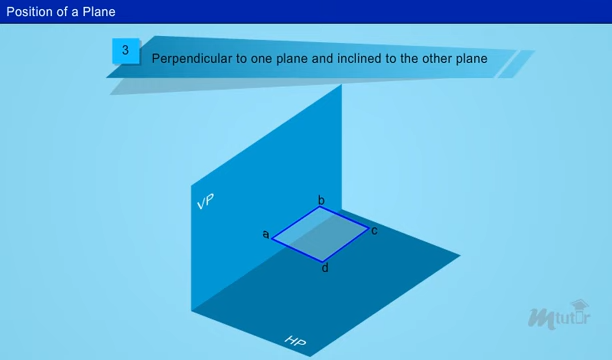 Position of a Plane
3
Perpendicular to one plane and inclined to the other plane
VP
b
a
c
d
HP
mtutor